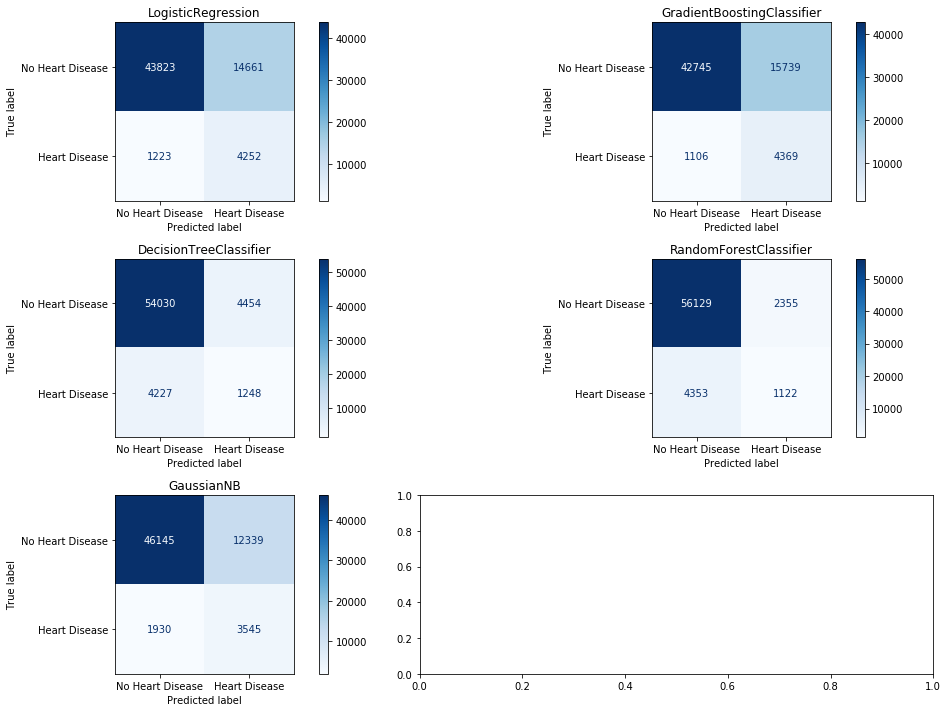 LogisticRegression
True label
No Heart Disease
Heart Disease
43823 14661
1223 4252
No Heart Disease Heart Disease
Predicted label
40000
30000
20000
10000
GradientBoostingClassifier
True label
No Heart Disease
Heart Disease
42745 15739
1106 4369
No Heart Disease Heart Disease
Predicted label
40000
30000
20000
10000
DecisionTreeClassifier
True label
No Heart Disease
Heart Disease
54030 4454
4227 1248
No Heart Disease Heart Disease
Predicted label
50000
40000
30000
20000
10000
RandomForestClassifier
True label
No Heart Disease
Heart Disease
56129 2355
4353 1122
No Heart Disease Heart Disease
Predicted label
50000
40000
30000
20000
10000
GaussianNB
True label
No Heart Disease
Heart Disease
46145 12339
1930 3545
No Heart Disease Heart Disease
Predicted label
40000
30000
20000
10000
1.0
0.8
0.6
0.4
0.2
0.0
0.0 0.2 0.4 0.6 0.8 1.0